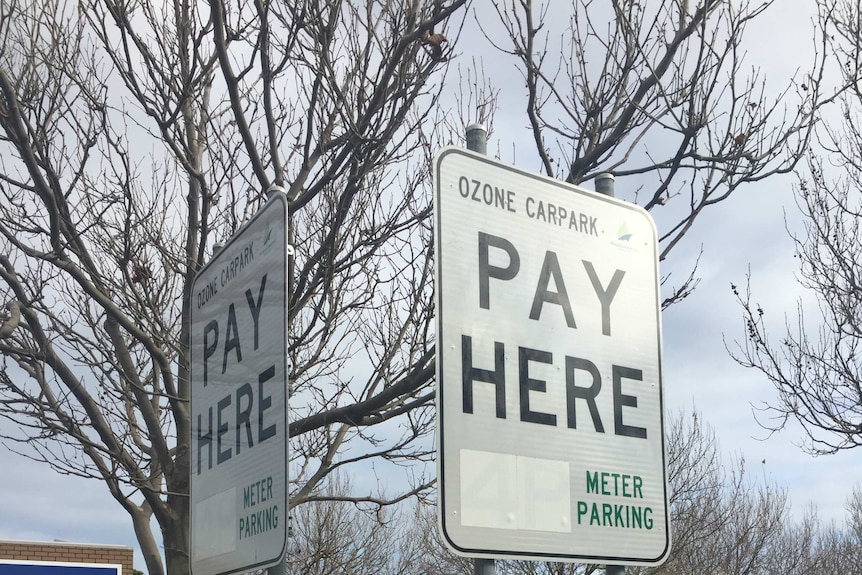 OZONE CARPARK
PAY
HERE
METER
PARKING
OZONE CARPARK
PAY
HERE
METER
PARKING